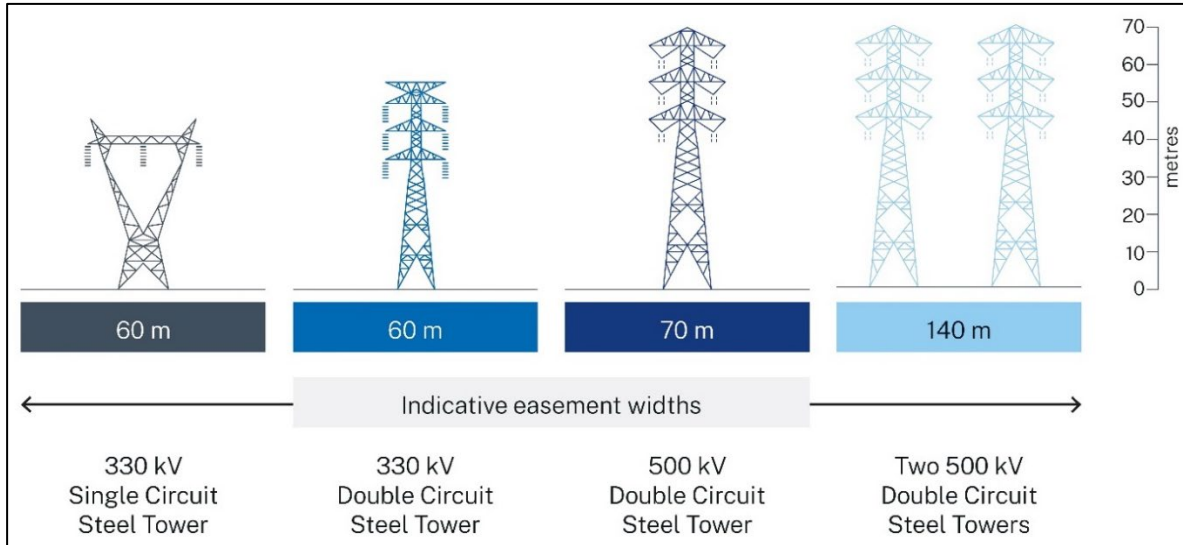 70
60
50
40
30
20
10
0
metres
60 m
60 m
70 m
140 m
Indicative easement widths
330 kV
Single Circuit
Steel Tower
330 kV
Double Circuit
Steel Tower
500 kV
Double Circuit
Steel Tower
Two 500 kV
Double Circuit
Steel Towers